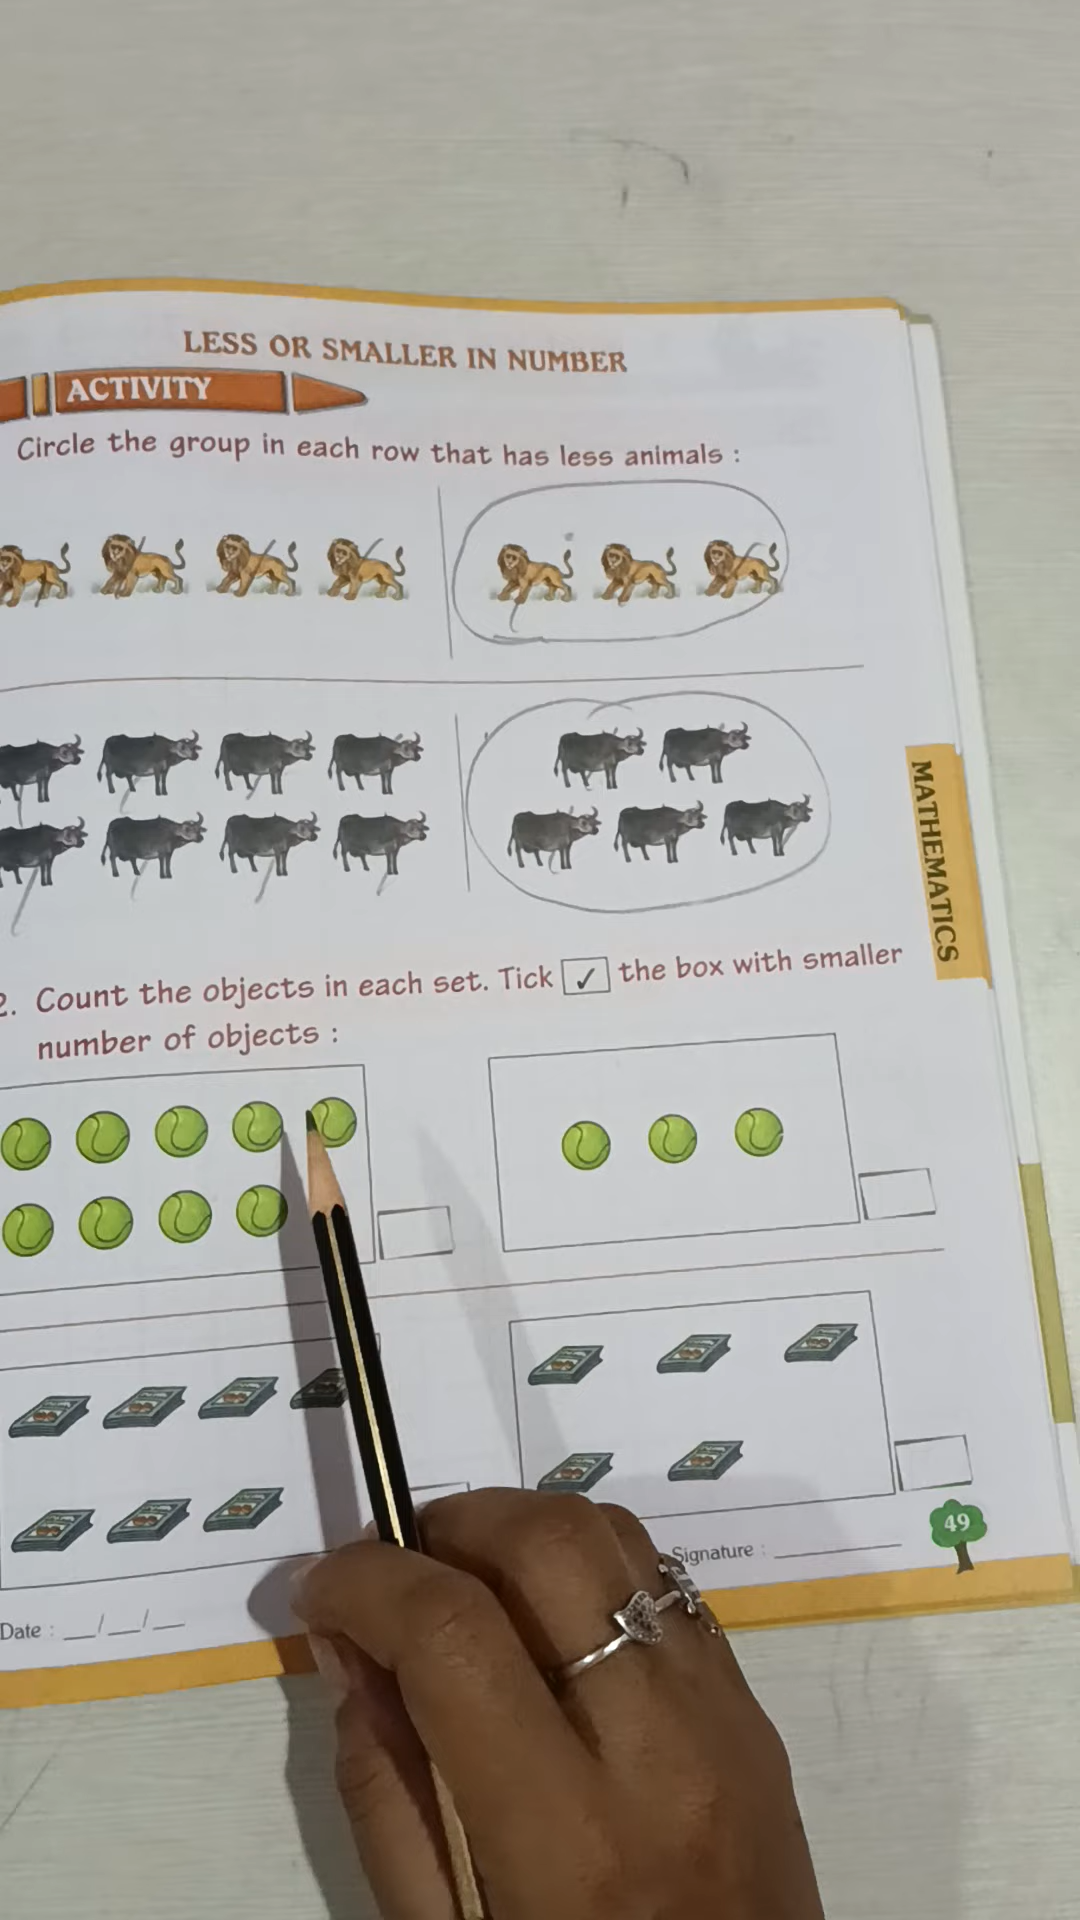 LESS OR SMALLER IN NUMBER
ACTIVITY
Circle the group in each row that has less animals :
2. Count the objects in each set. Tick ✓ the box with smaller
number of objects :
MATHEMATICS
49
Signature :
Date : __/__/__